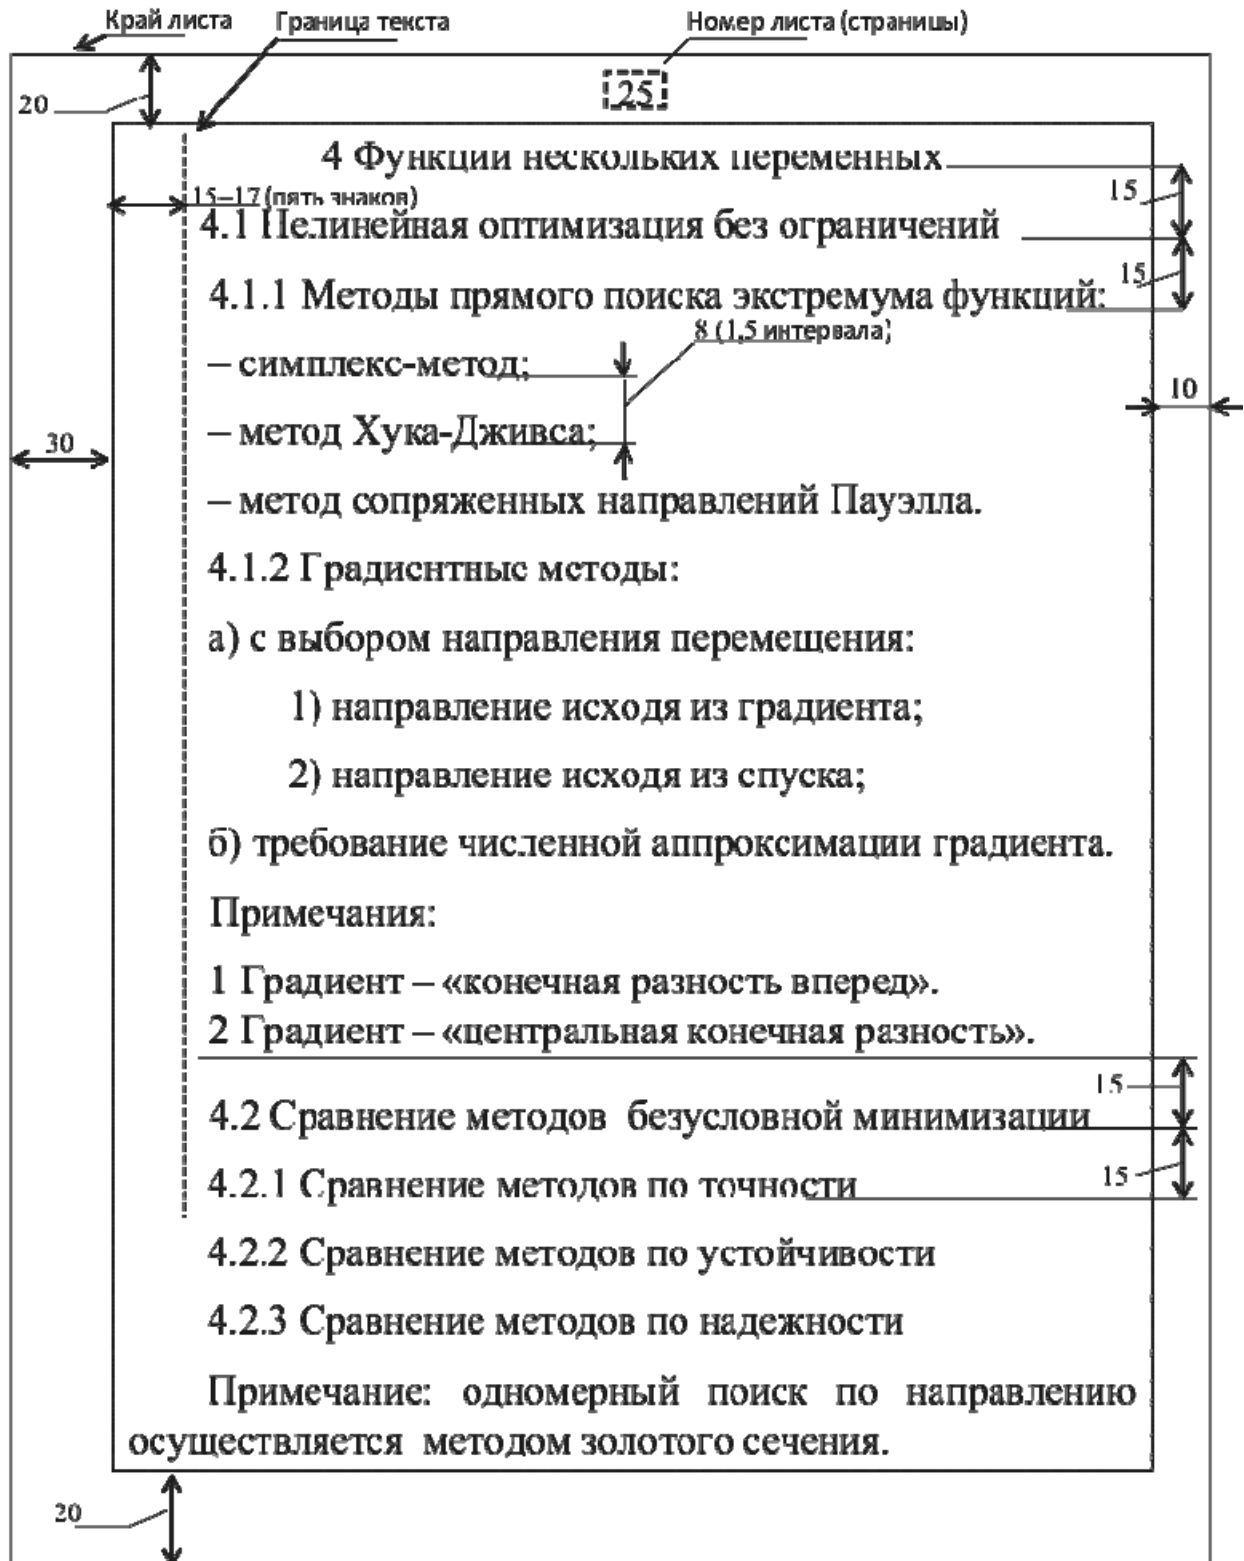 Край листа Граница текста Номер листа (страницы)
25
20
4 Функции нескольких переменных
15–17 (пять знаков)
15
4.1 Нелинейная оптимизация без ограничений
15
4.1.1 Методы прямого поиска экстремума функций:
8 (1,5 интервала)
– симплекс-метод;
10
– метод Хука-Дживса;
30
– метод сопряженных направлений Пауэлла.
4.1.2 Градиентные методы:
а) с выбором направления перемещения:
1) направление исходя из градиента;
2) направление исходя из спуска;
б) требование численной аппроксимации градиента.
Примечания:
1 Градиент – «конечная разность вперед».
2 Градиент – «центральная конечная разность».
15
4.2 Сравнение методов безусловной минимизации
4.2.1 Сравнение методов по точности
15
4.2.2 Сравнение методов по устойчивости
4.2.3 Сравнение методов по надежности
Примечание: одномерный поиск по направлению
осуществляется методом золотого сечения.
20